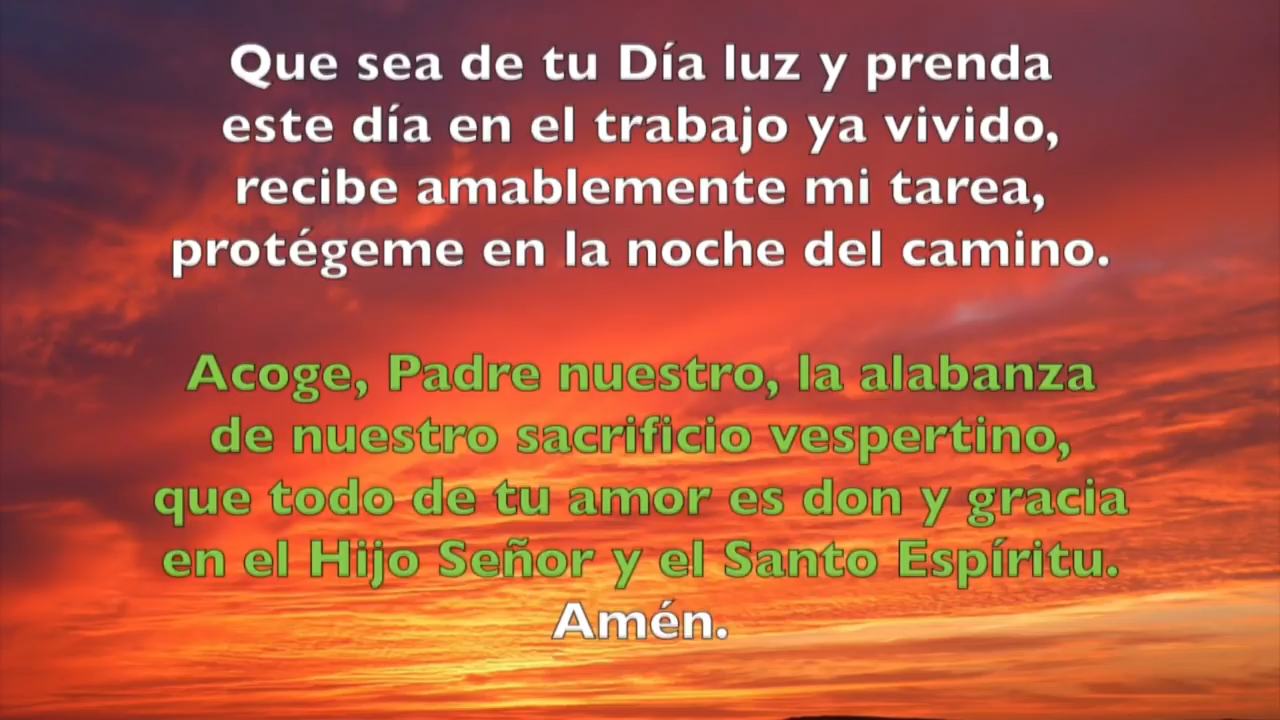 Que sea de tu Día luz y prenda
este día en el trabajo ya vivido,
recibe amablemente mi tarea,
protégeme en la noche del camino.
Acoge, Padre nuestro, la alabanza
de nuestro sacrificio vespertino,
que todo de tu amor es don y gracia
en el Hijo Señor y el Santo Espíritu.
Amén.